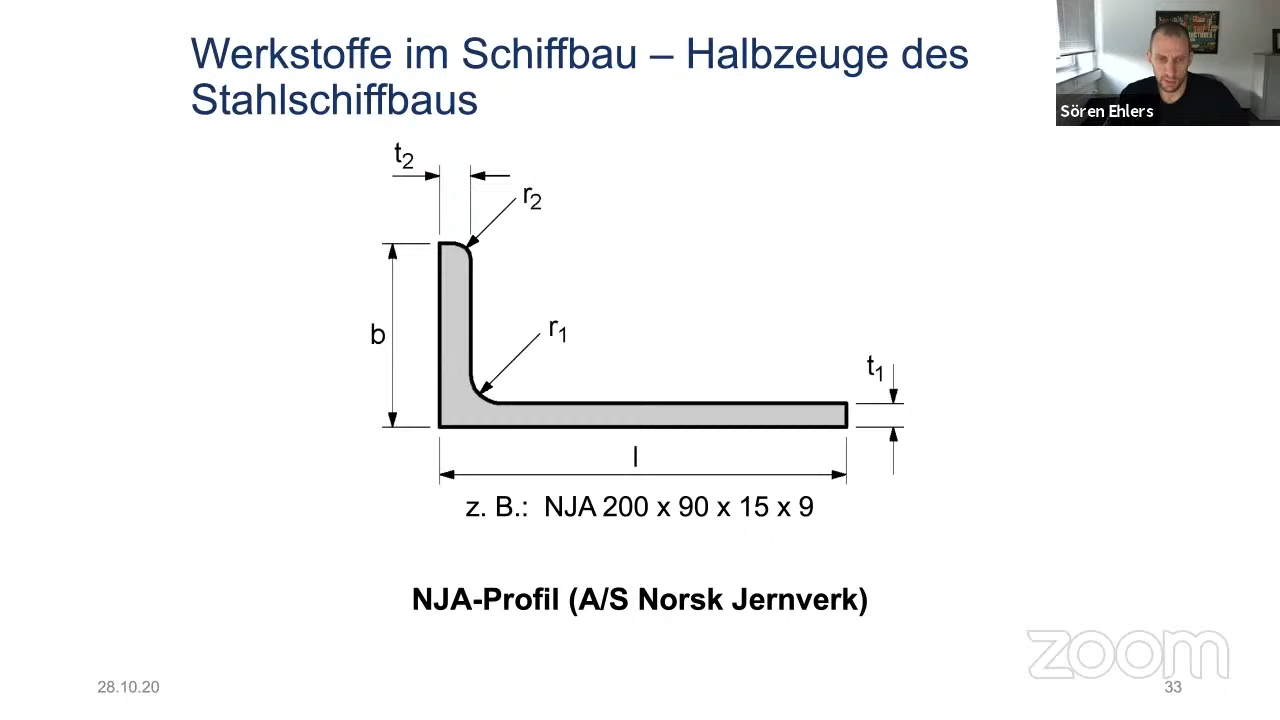 Werkstoffe im Schiffbau – Halbzeuge des
Stahlschiffbaus
Sören Ehlers
t2
r2
b
r1
t1
l
z. B.: NJA 200 x 90 x 15 x 9
NJA-Profil (A/S Norsk Jernverk)
zoom
28.10.20
33